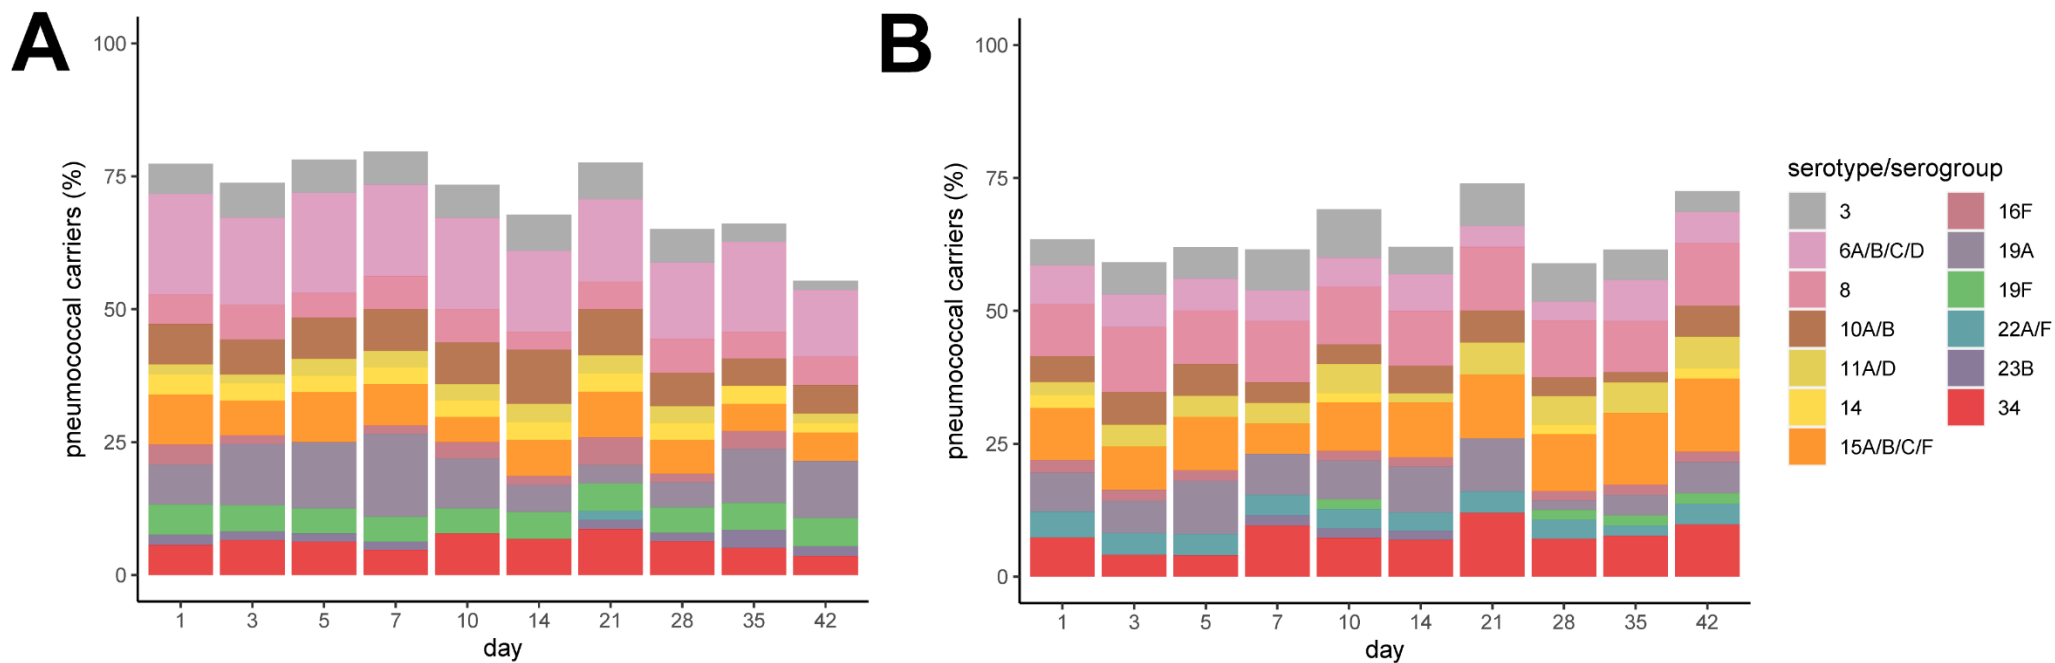 A
pneumococcal carriers (%)
100
75
50
25
0
1 3 5 7 10 14 21 28 35 42
day
B
pneumococcal carriers (%)
100
75
50
25
0
1 3 5 7 10 14 21 28 35 42
day
serotype/serogroup
3
6A/B/C/D
8
10A/B
11A/D
14
15A/B/C/F
16F
19A
19F
22A/F
23B
34